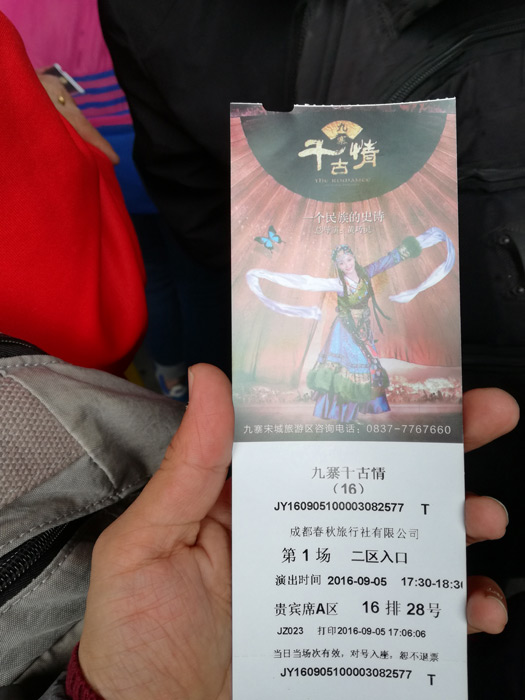 九寨
千古情
一个民族的史诗
九寨宋城旅游区咨询电话：0837-7767660
九寨千古情
（16）
JY160905100003082577 T
成都春秋旅行社有限公司
第1场 二区入口
演出时间 2016-09-05 17:30-18:30
贵宾席A区 16排28号
JZ023 打印2016-09-05 17:06:06
当日当场次有效，对号入座，恕不退票
JY160905100003082577 T